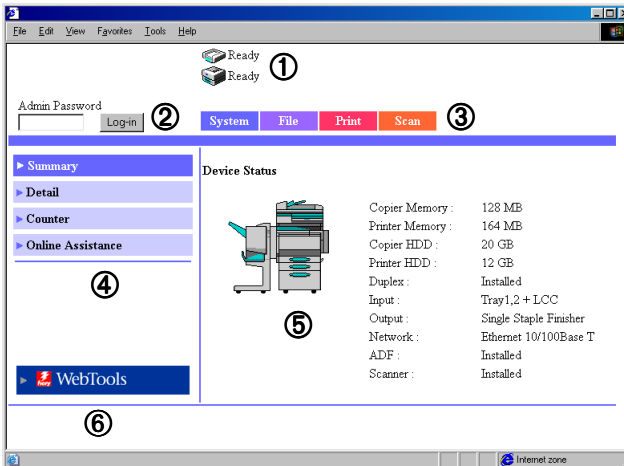 File Edit View Favorites Tools Help
Ready
Ready
①
Admin Password
Log-in
②
System File Print Scan
③
Summary
Detail
Counter
Online Assistance
④
Device Status
Copier Memory : 128 MB
Printer Memory : 164 MB
Copier HDD : 20 GB
Printer HDD : 12 GB
Duplex : Installed
Input : Tray1,2 + LCC
Output : Single Staple Finisher
Network : Ethernet 10/100Base T
ADF : Installed
Scanner : Installed
⑤
fiery WebTools
⑥
Internet zone